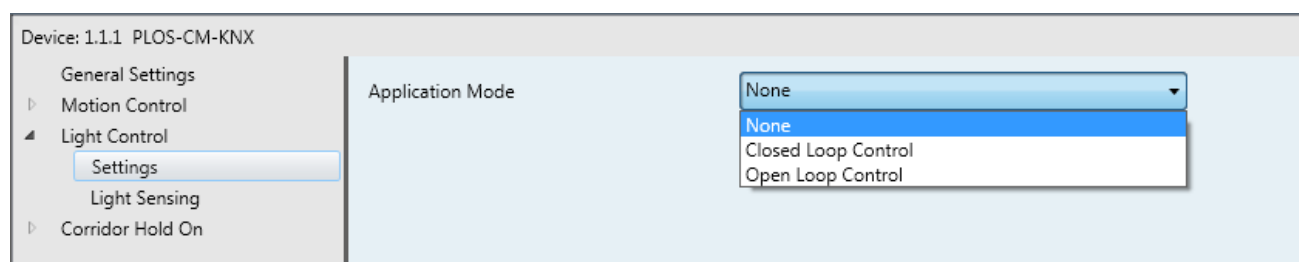 Device: 1.1.1 PLOS-CM-KNX
General Settings
Motion Control
Light Control
Settings
Light Sensing
Corridor Hold On
Application Mode
None
None
Closed Loop Control
Open Loop Control